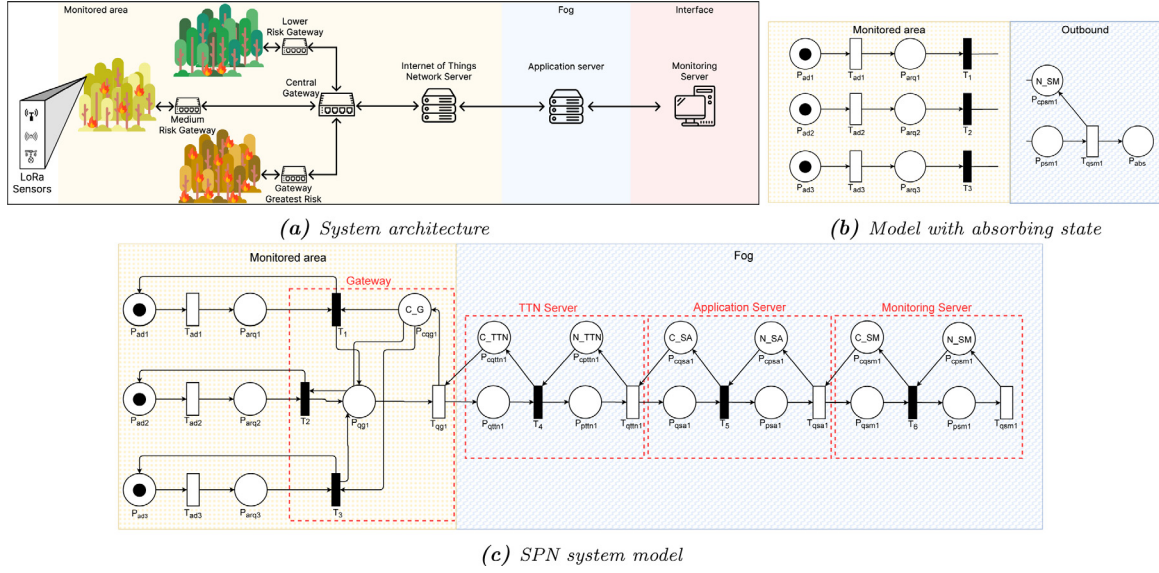 Monitored area
Fog
Interface
Lower
Risk Gateway
Central
Gateway
Internet of Things
Network Server
Application server
Monitoring
Server
Medium
Risk Gateway
LoRa
Sensors
Gateway
Greatest Risk
(a) System architecture
Monitored area
Outbound
Pad1
Tad1
Parq1
T1
Pad2
Tad2
Parq2
T2
Pad3
Tad3
Parq3
T3
N_SM
Pcpsm1
Ppsm1
Tqsm1
Pabs
(b) Model with absorbing state
Monitored area
Fog
Gateway
TTN Server
Application Server
Monitoring Server
Pad1
Tad1
Parq1
T1
C_G
Pcqg1
C_TTN
Pcqttn1
N_TTN
Pcpttn1
C_SA
Pcqsa1
N_SA
Pcpsa1
C_SM
Pcqsm1
N_SM
Pcpsm1
Pad2
Tad2
Parq2
T2
Pqg1
Tqg1
Pqttn1
T4
Ppttn1
Tqttn1
Pqsa1
T5
Ppsa1
Tqsa1
Pqsm1
T6
Ppsm1
Tqsm1
Pad3
Tad3
Parq3
T3
(c) SPN system model